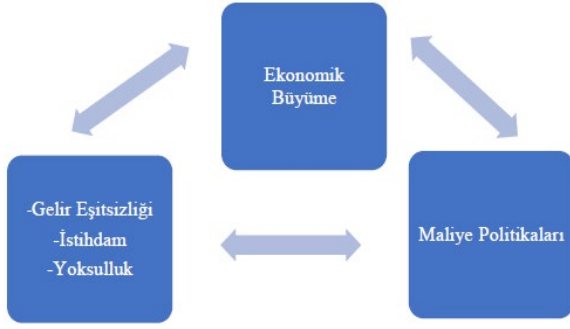 Ekonomik
Büyüme
-Gelir Eşitsizliği
-İstihdam
-Yoksulluk
Maliye Politikaları